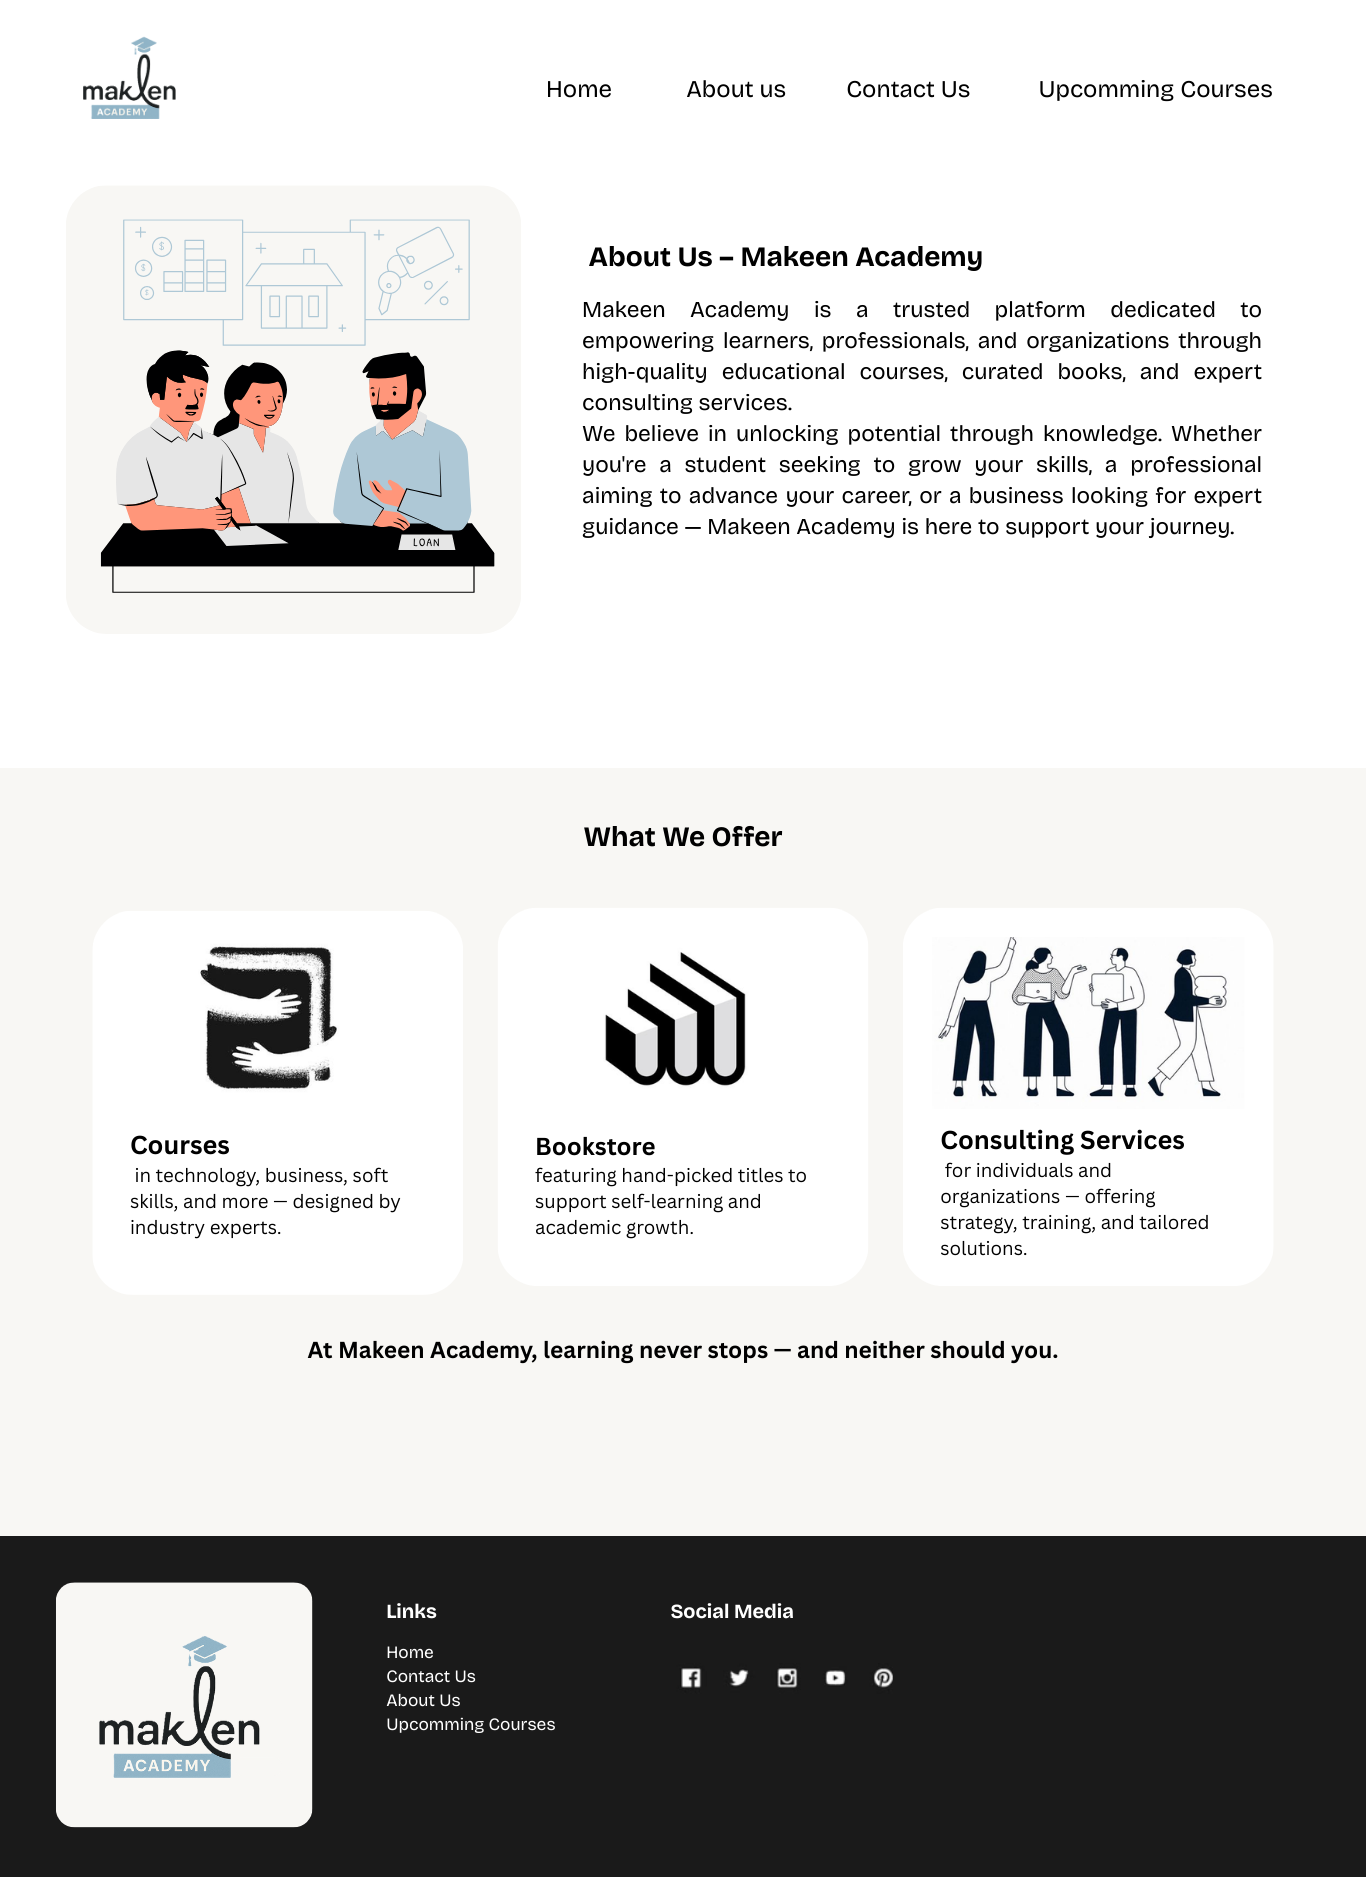 makeen
ACADEMY
Home About us Contact Us Upcomming Courses
$
$
$
LOAN
About Us – Makeen Academy
Makeen Academy is a trusted platform dedicated to
empowering learners, professionals, and organizations through
high-quality educational courses, curated books, and expert
consulting services.
We believe in unlocking potential through knowledge. Whether
you're a student seeking to grow your skills, a professional
aiming to advance your career, or a business looking for expert
guidance — Makeen Academy is here to support your journey.
What We Offer
Courses
in technology, business, soft
skills, and more — designed by
industry experts.
Bookstore
featuring hand-picked titles to
support self-learning and
academic growth.
Consulting Services
for individuals and
organizations — offering
strategy, training, and tailored
solutions.
At Makeen Academy, learning never stops — and neither should you.
makeen
ACADEMY
Links
Home
Contact Us
About Us
Upcomming Courses
Social Media